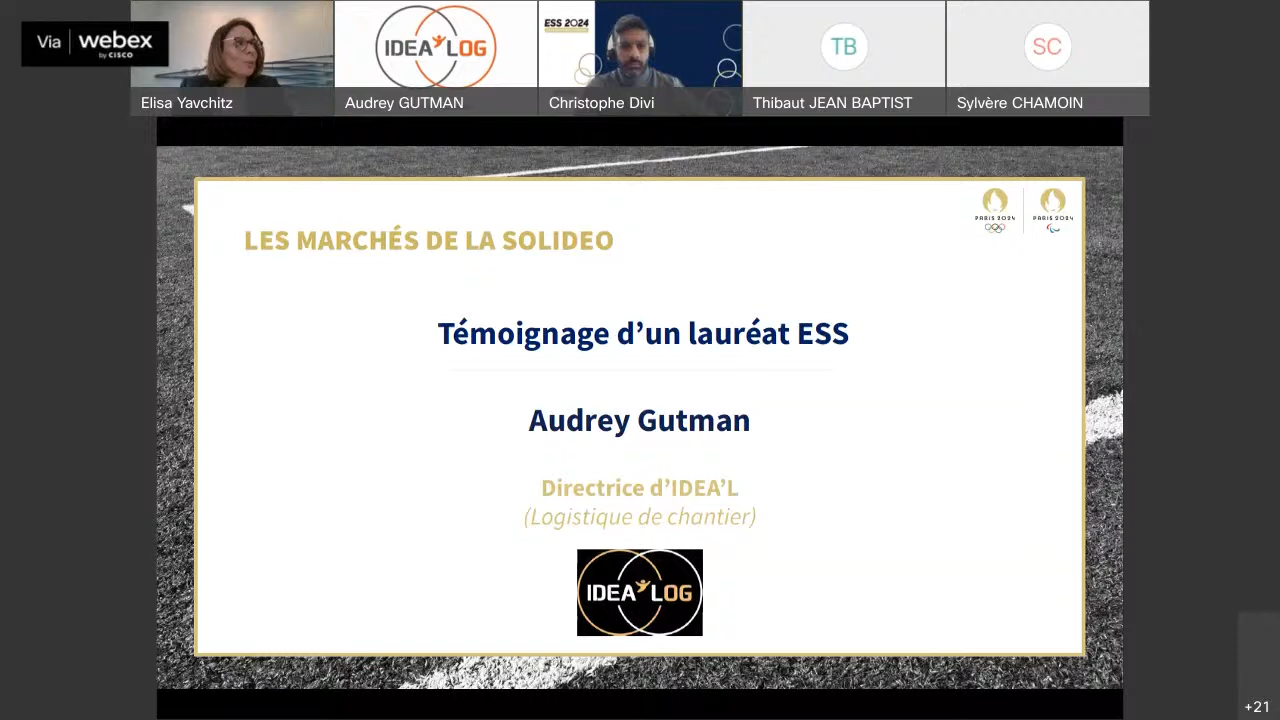 Via webex
by CISCO
Elisa Yavchitz
IDEA'LOG
Audrey GUTMAN
ESS 2024
Christophe Divi
TB
Thibaut JEAN BAPTIST
SC
Sylvère CHAMOIN
PARIS 2024
PARIS 2024
LES MARCHÉS DE LA SOLIDEO
Témoignage d’un lauréat ESS
Audrey Gutman
Directrice d’IDEA’L
(Logistique de chantier)
IDEA'LOG
+21